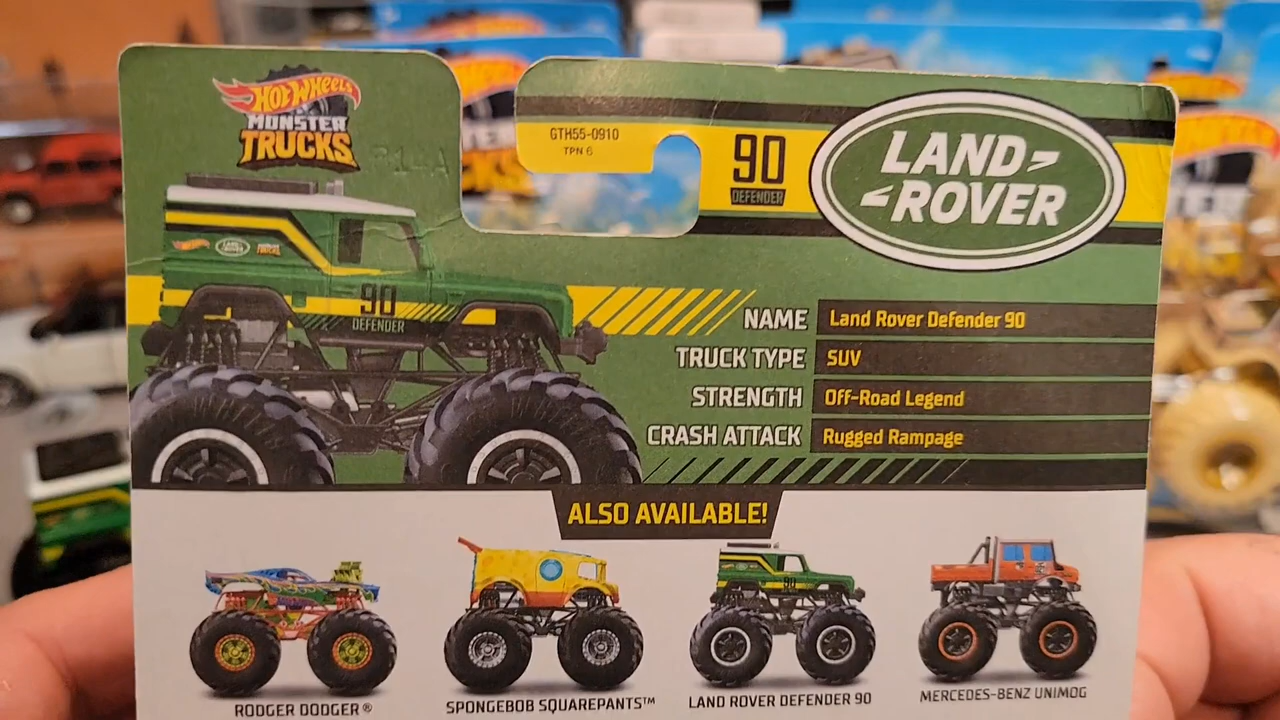 HOT WHEELS
MONSTER
TRUCKS
GTH55-0910
TPN 6
90
DEFENDER
LAND
ROVER
90
DEFENDER
NAME Land Rover Defender 90
TRUCK TYPE SUV
STRENGTH Off-Road Legend
CRASH ATTACK Rugged Rampage
ALSO AVAILABLE!
RODGER DODGER®
SPONGEBOB SQUAREPANTS™
LAND ROVER DEFENDER 90
MERCEDES-BENZ UNIMOG